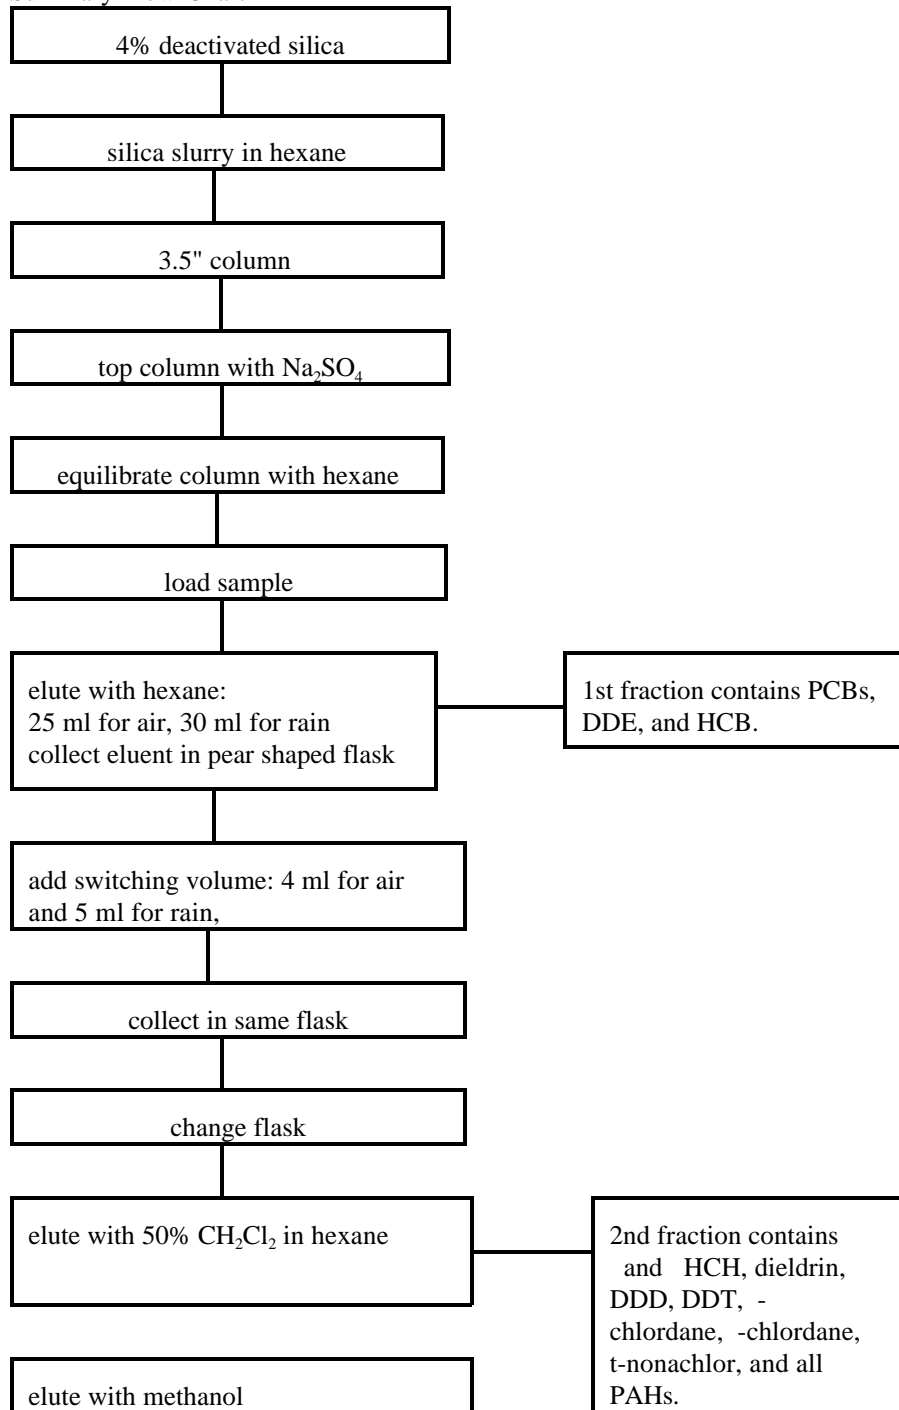 4% deactivated silica
silica slurry in hexane
3.5" column
top column with Na₂SO₄
equilibrate column with hexane
load sample
elute with hexane:
25 ml for air, 30 ml for rain
collect eluent in pear shaped flask
1st fraction contains PCBs,
DDE, and HCB.
add switching volume: 4 ml for air
and 5 ml for rain,
collect in same flask
change flask
elute with 50% CH₂Cl₂ in hexane
2nd fraction contains
and HCH, dieldrin,
DDD, DDT, -
chlordane, -chlordane,
t-nonachlor, and all
PAHs.
elute with methanol